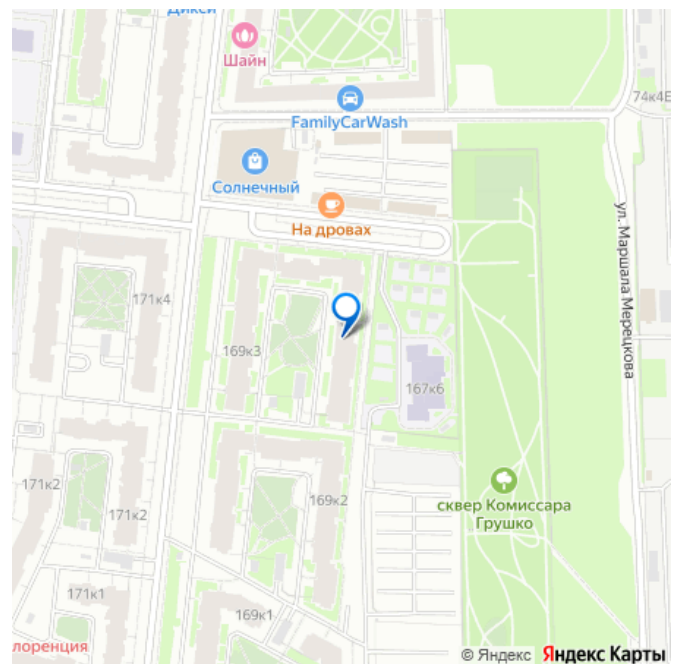 Дикси
Шайн
74к4Е
FamilyCarWash
Солнечный
На дровах
ул. Маршала Мерецкова
171к4
169к3
167к6
171к2
169к2
сквер Комиссара
Грушко
171к2
171к1
169к1
лоренция
© Яндекс Яндекс Карты